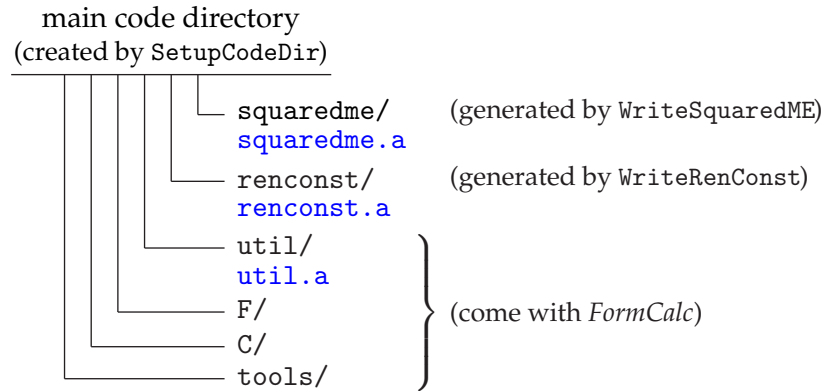 main code directory
(created by SetupCodeDir)
squaredme/ (generated by WriteSquaredME)
squaredme.a
renconst/ (generated by WriteRenConst)
renconst.a
util/
util.a
F/ (come with FormCalc)
C/
tools/